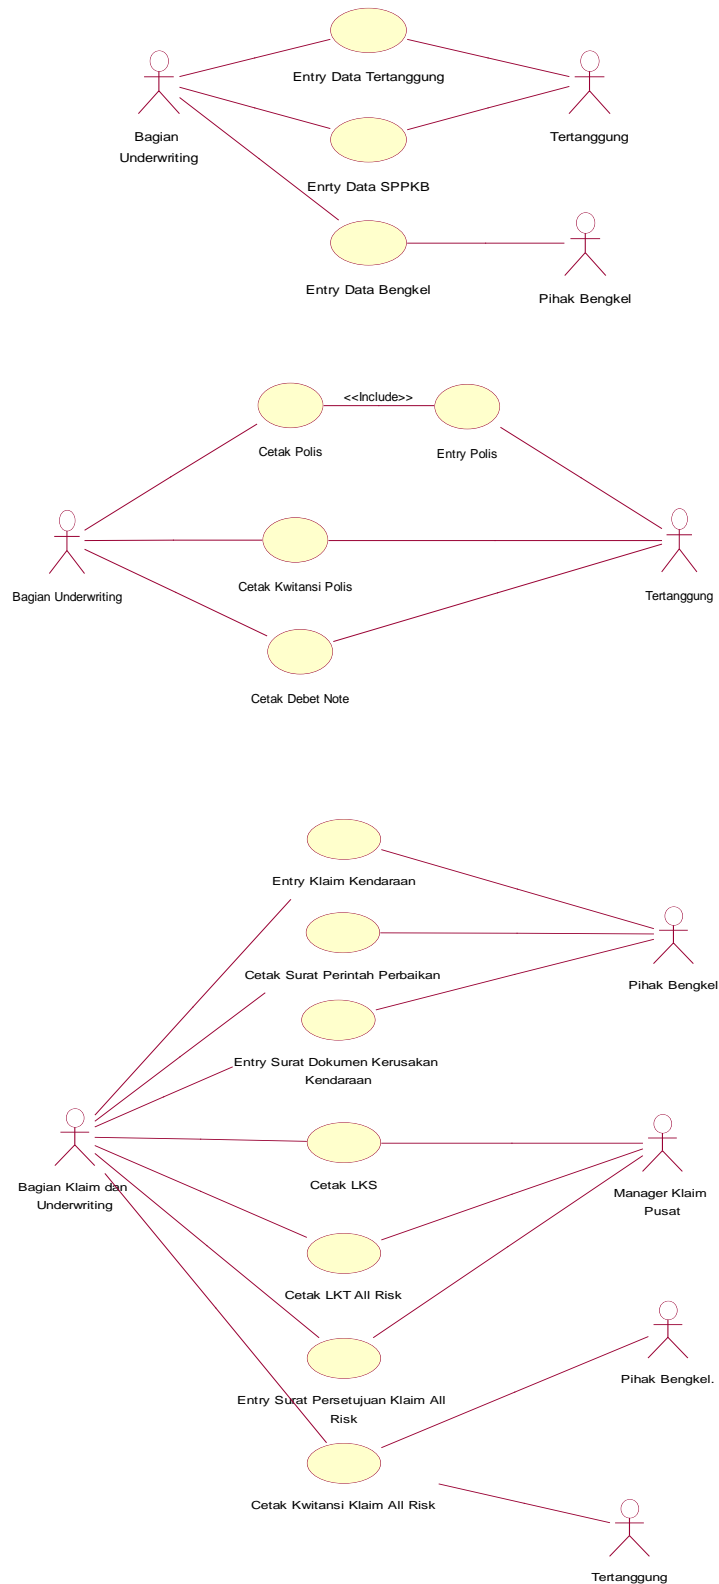 Entry Data Tertanggung
Bagian
Underwriting
Tertanggung
Enrty Data SPPKB
Entry Data Bengkel
Pihak Bengkel
<<Include>>
Cetak Polis
Entry Polis
Cetak Kwitansi Polis
Bagian Underwriting
Tertanggung
Cetak Debet Note
Entry Klaim Kendaraan
Cetak Surat Perintah Perbaikan
Pihak Bengkel
Entry Surat Dokumen Kerusakan
Kendaraan
Cetak LKS
Bagian Klaim dan
Underwriting
Manager Klaim
Pusat
Cetak LKT All Risk
Pihak Bengkel.
Entry Surat Persetujuan Klaim All
Risk
Cetak Kwitansi Klaim All Risk
Tertanggung